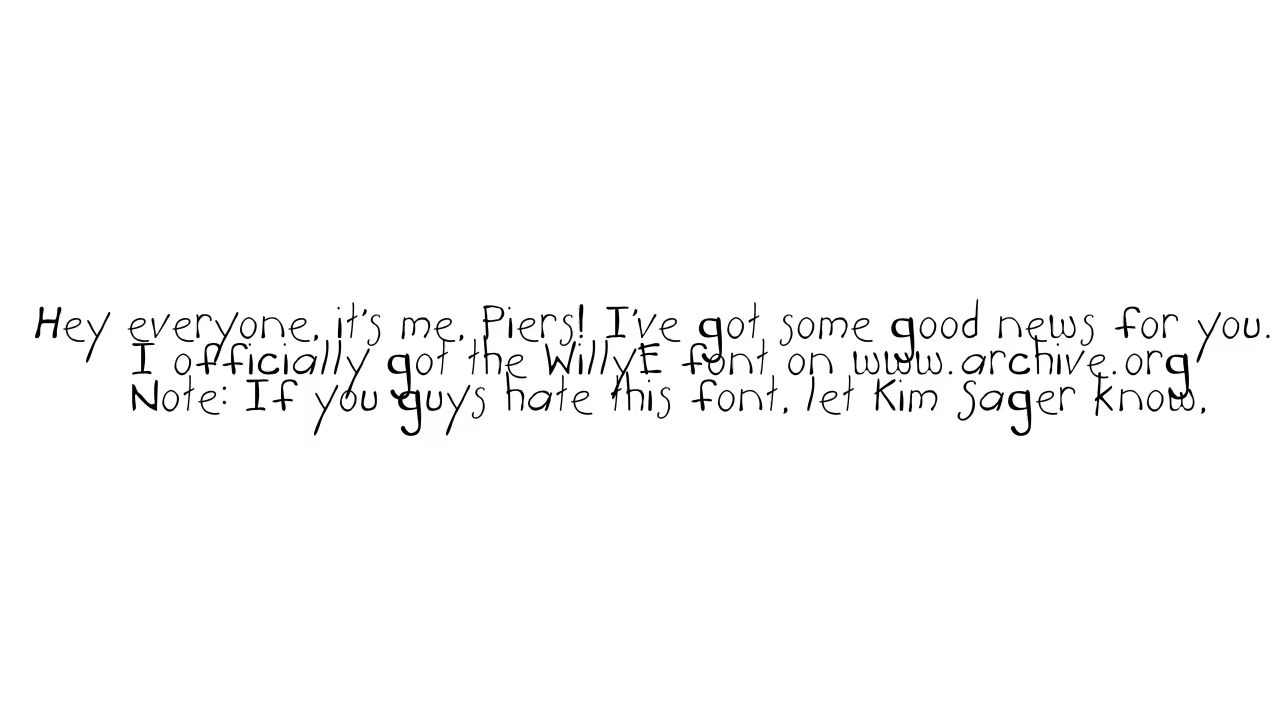 Hey everyone, it's me, Piers! I've got some good news for you.
I officially got the WillyE font on www.archive.org
Note: If you guys hate this font, let Kim Sager know,